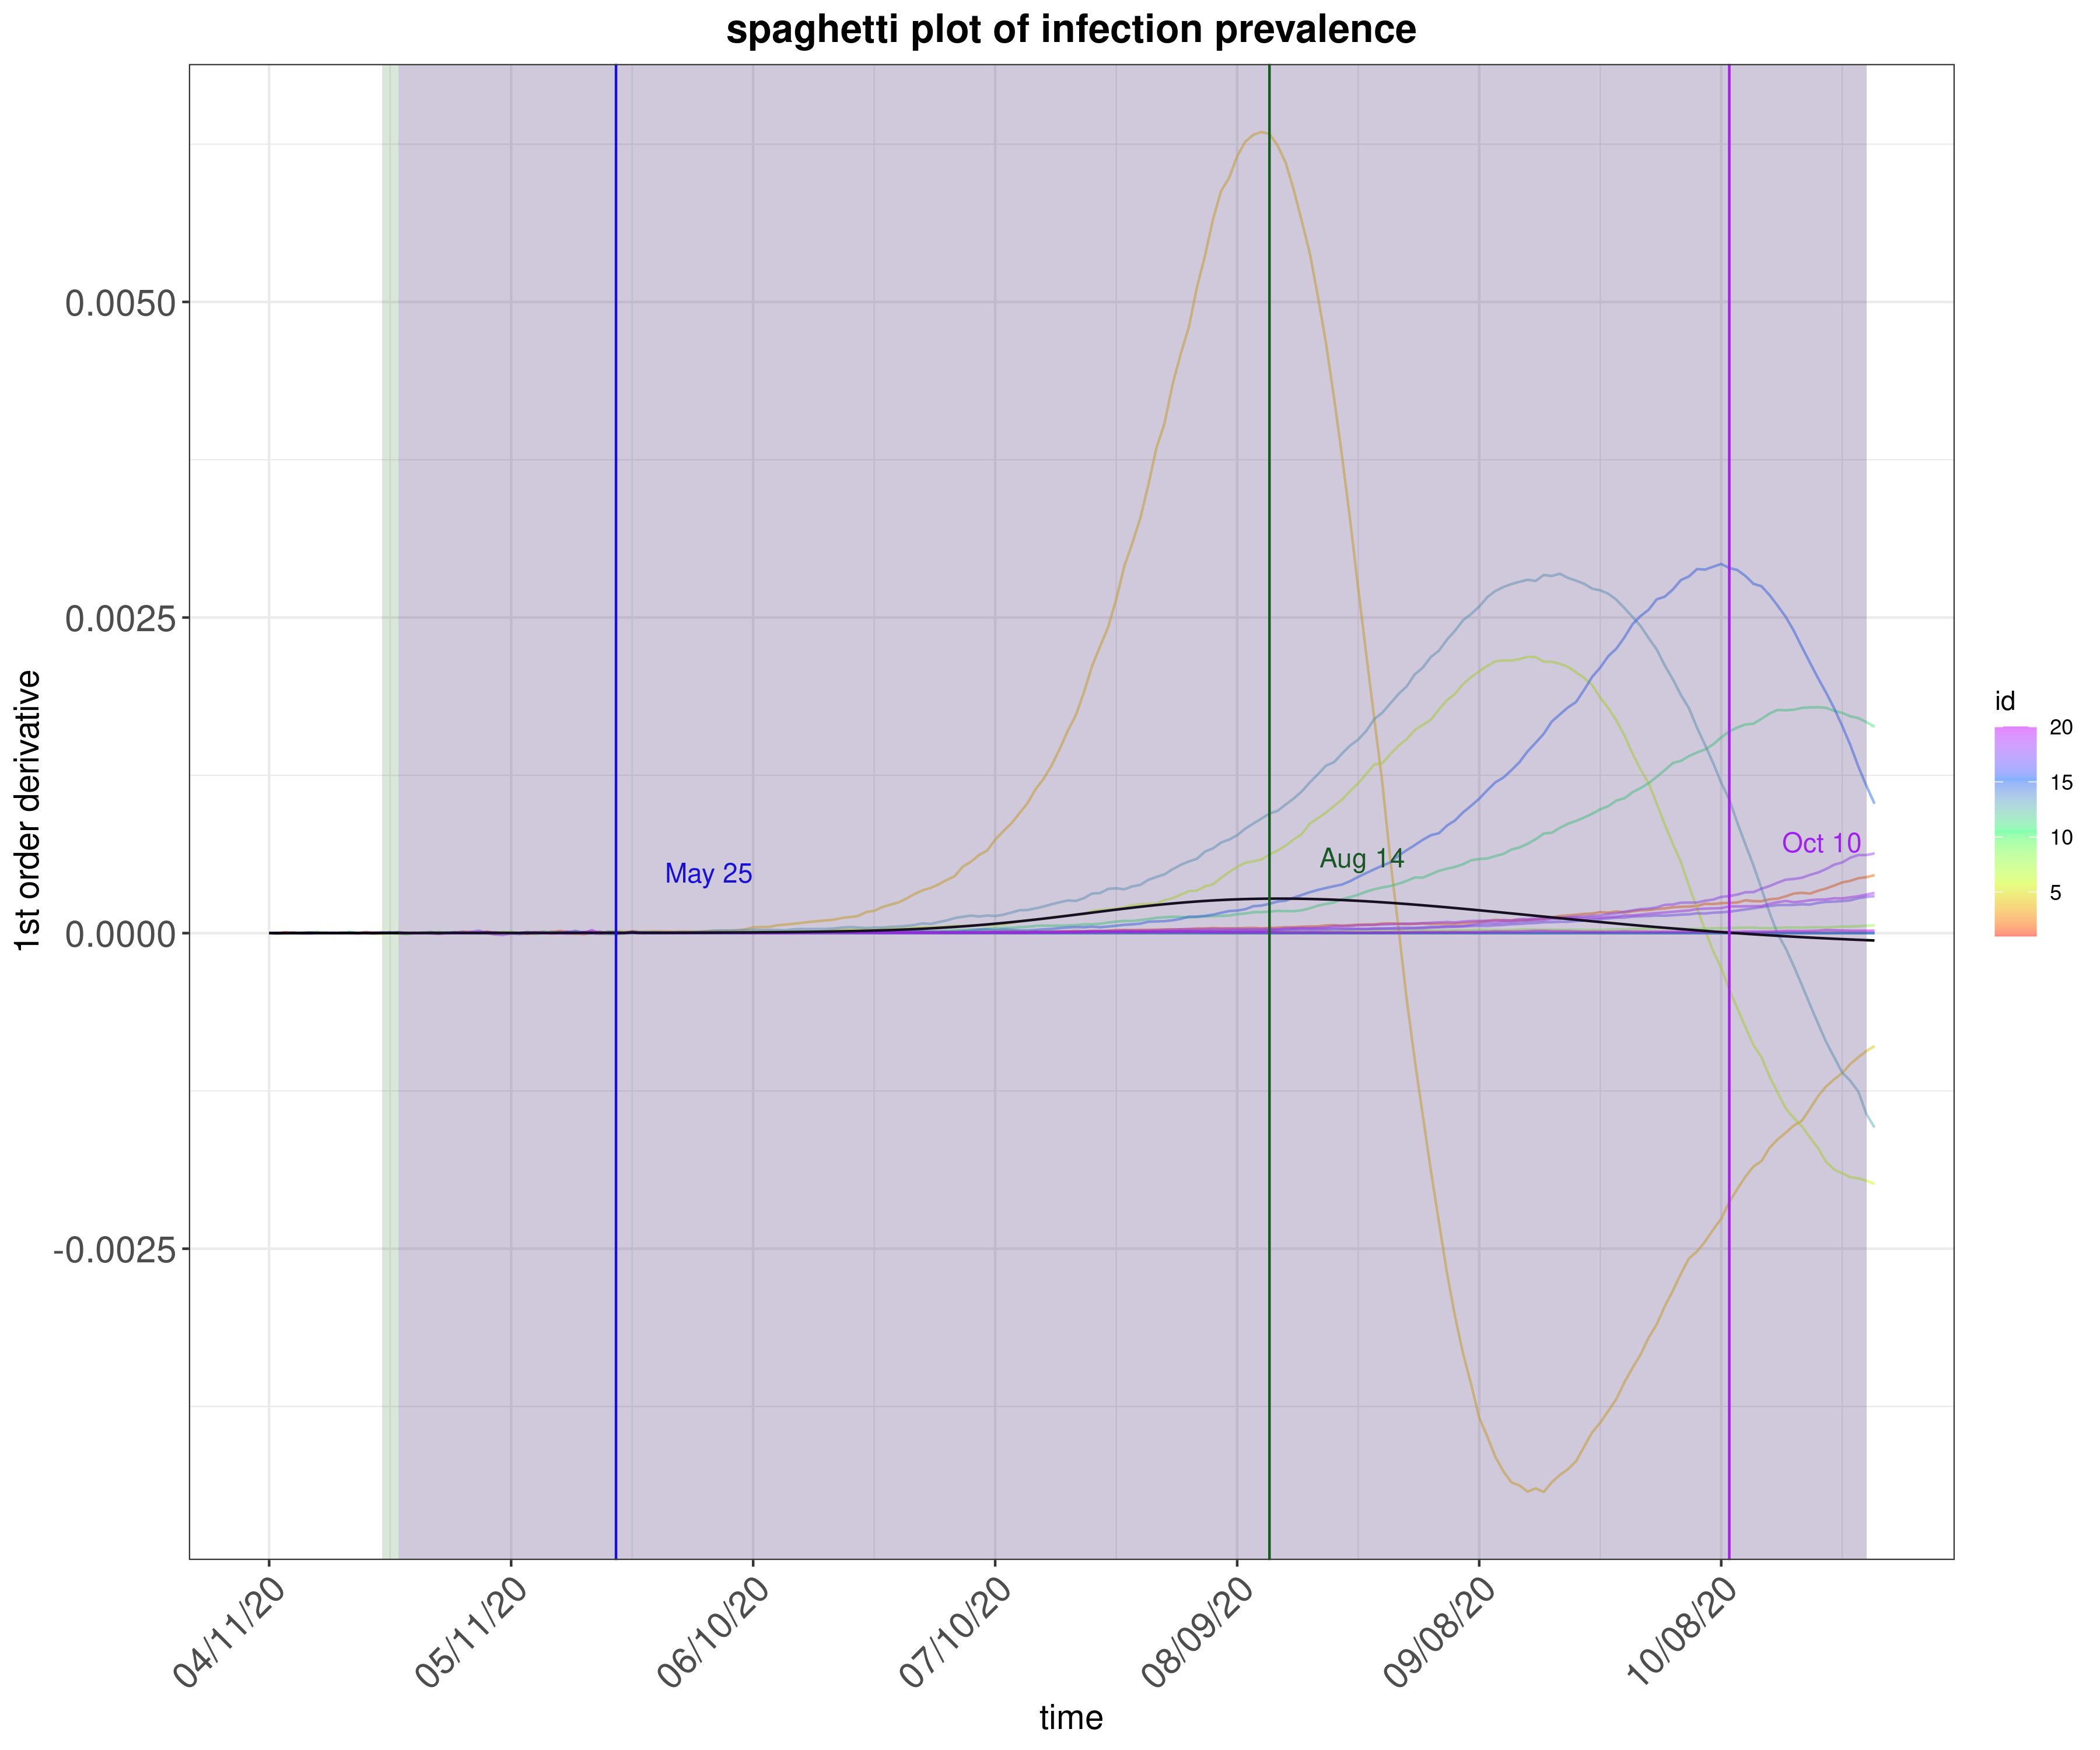 spaghetti plot of infection prevalence
1st order derivative
0.0050
0.0025
0.0000
-0.0025
May 25
Aug 14
Oct 10
04/11/20
05/11/20
06/10/20
07/10/20
08/09/20
09/08/20
10/08/20
time
id
20
15
10
5